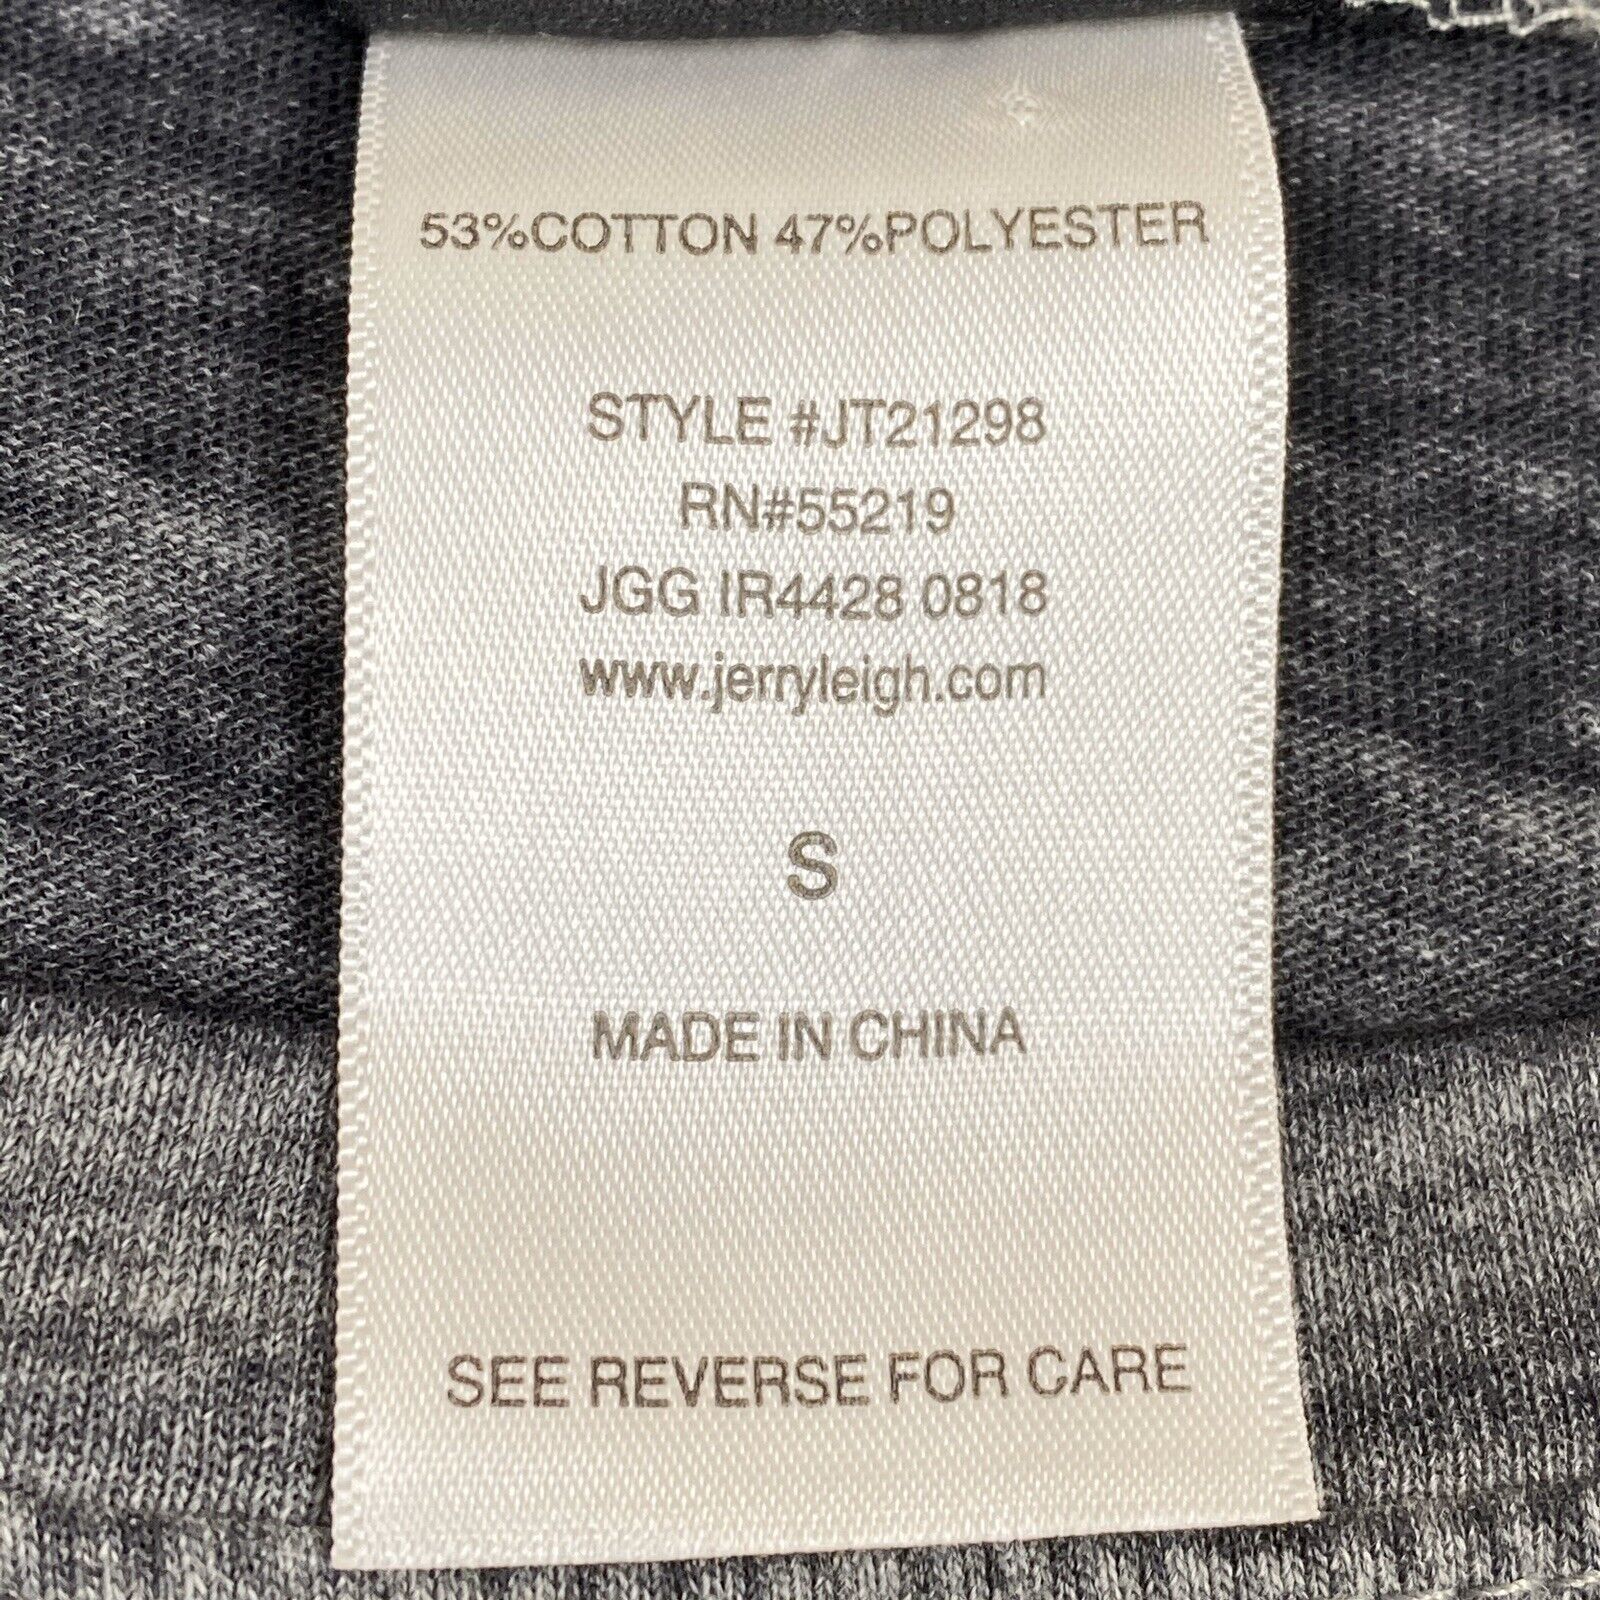 53%COTTON 47%POLYESTER
STYLE #JT21298
RN#55219
JGG IR4428 0818
www.jerryleigh.com
S
MADE IN CHINA
SEE REVERSE FOR CARE